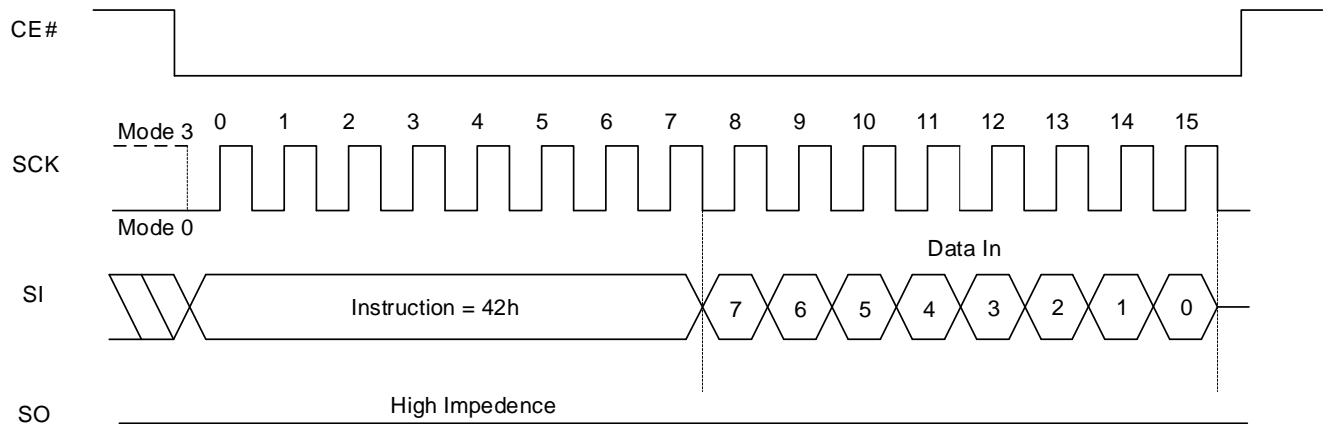 CE#
0 1 2 3 4 5 6 7 8 9 10 11 12 13 14 15
Mode 3
SCK
Mode 0
Data In
SI
Instruction = 42h
7 6 5 4 3 2 1 0
High Impedence
SO